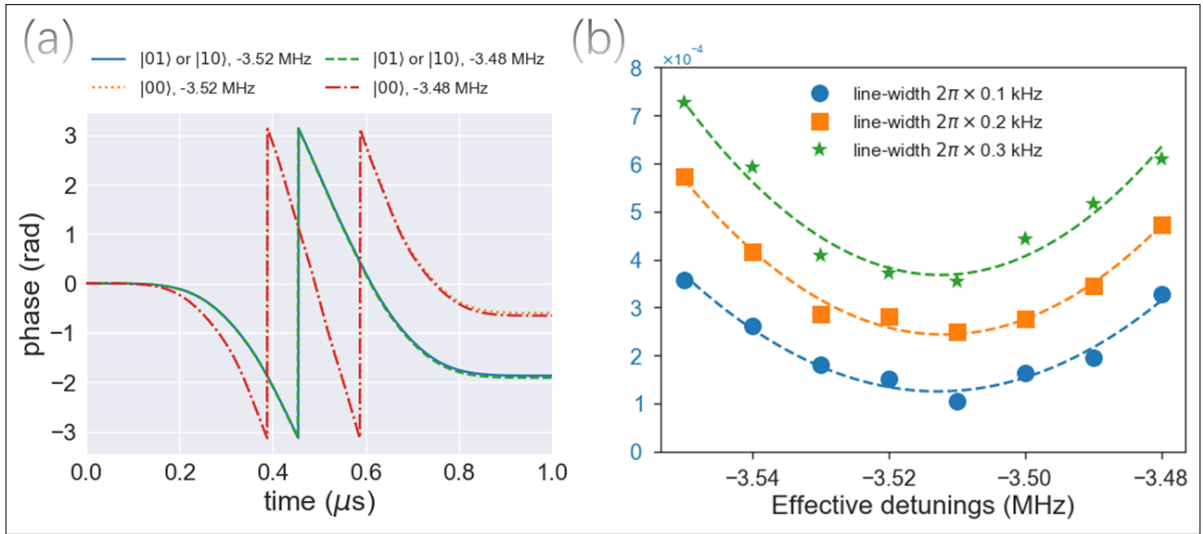 (a)
|01⟩ or |10⟩, -3.52 MHz
|01⟩ or |10⟩, -3.48 MHz
|00⟩, -3.52 MHz
|00⟩, -3.48 MHz
phase (rad)
3
2
1
0
−1
−2
−3
0.0 0.2 0.4 0.6 0.8 1.0
time (μs)
(b)
×10⁻⁴
8
7
6
5
4
3
2
1
0
line-width 2π × 0.1 kHz
line-width 2π × 0.2 kHz
line-width 2π × 0.3 kHz
−3.54 −3.52 −3.50 −3.48
Effective detunings (MHz)